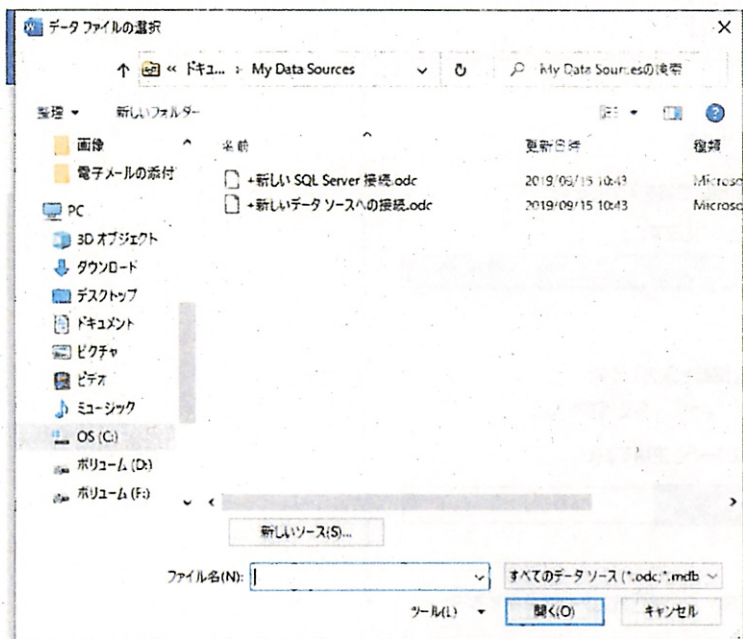 データ ファイルの選択
« ドキュ... › My Data Sources
My Data Sourcesの検索
整理 新しいフォルダー
画像
電子メールの添付
PC
3D オブジェクト
ダウンロード
デスクトップ
ドキュメント
ピクチャ
ビデオ
ミュージック
OS (C:)
ボリューム (D:)
ボリューム (F:)
名前 更新日時 種類
+新しい SQL Server 接続.odc 2019/09/15 10:43 Microso
+新しいデータ ソースへの接続.odc 2019/09/15 10:43 Microso
新しいソース(S)...
ファイル名(N): すべてのデータ ソース (*.odc;*.mdb
ツール(L) 開く(O) キャンセル